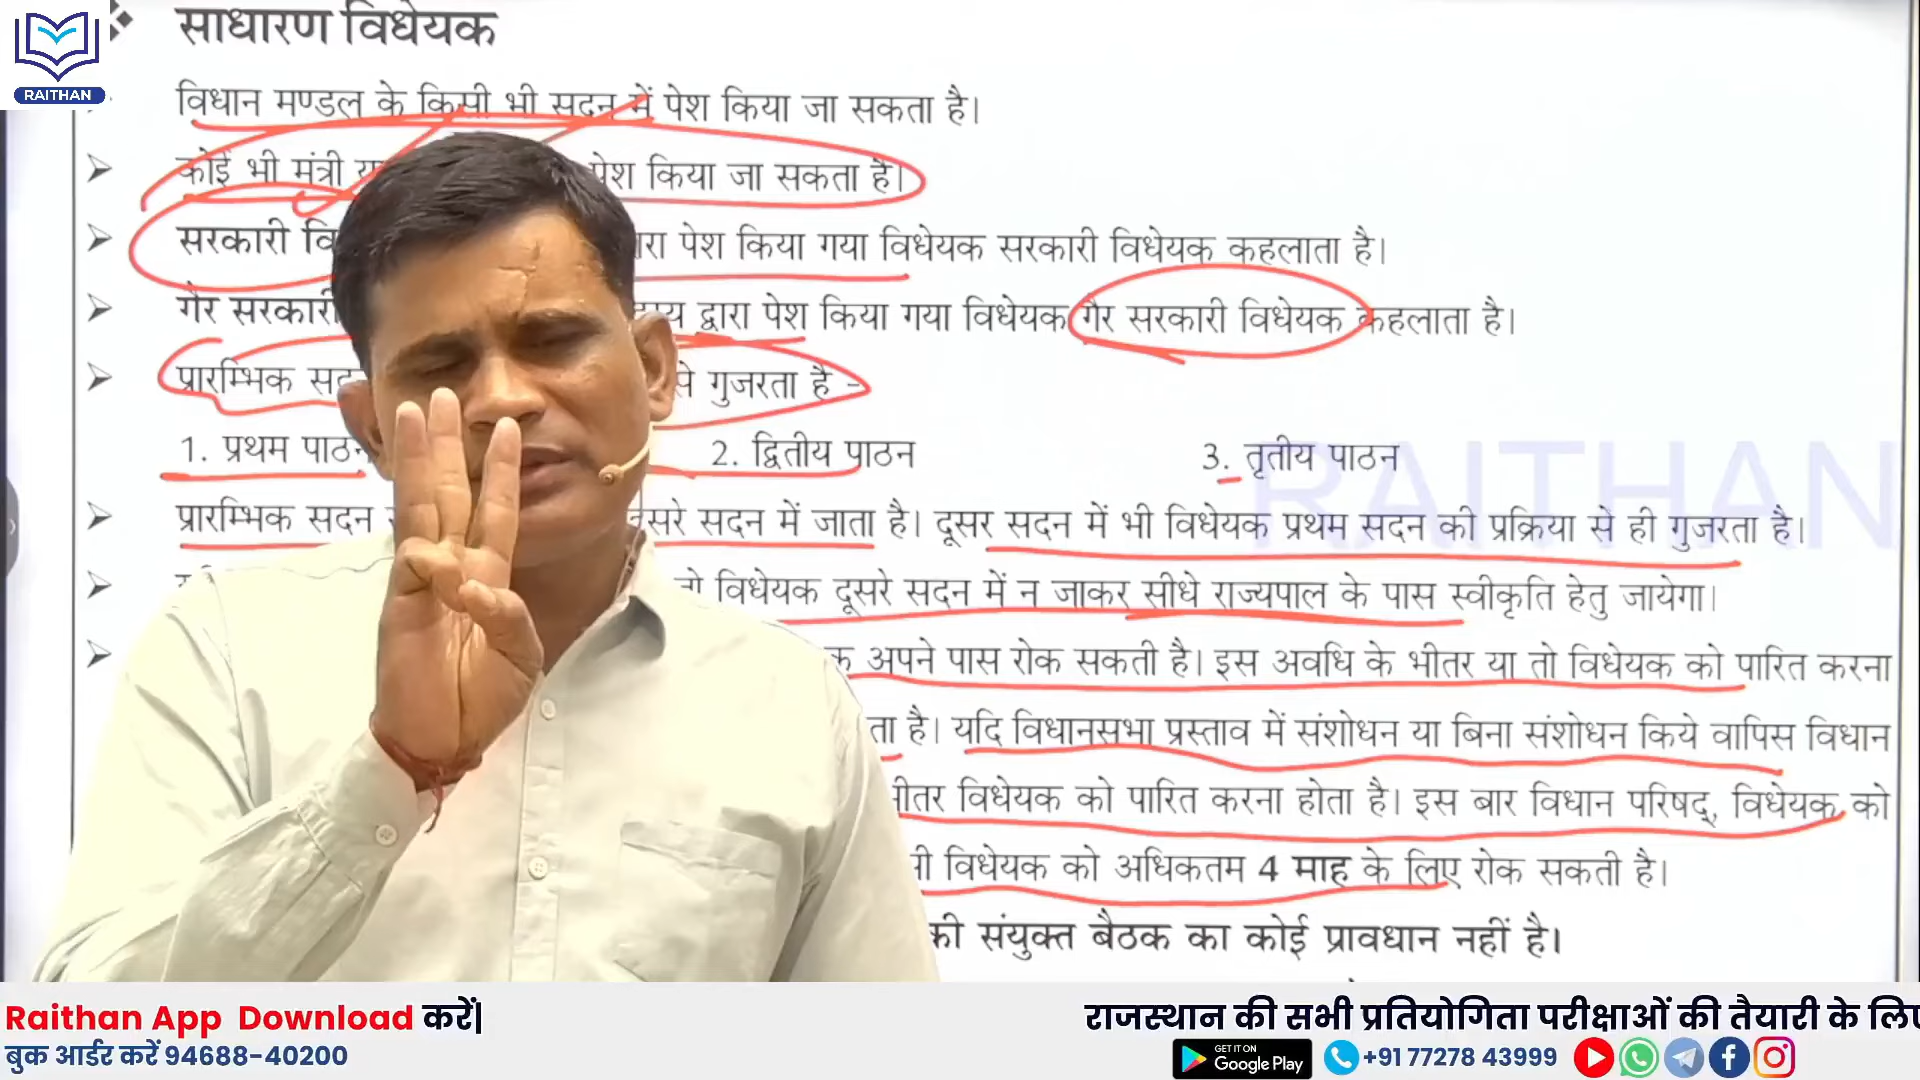 साधारण विधेयक
RAITHAN
विधान मण्डल के किसी भी सदन में पेश किया जा सकता है।
कोई भी मंत्री पेश किया जा सकता है।
सरकारी पेश किया गया विधेयक सरकारी विधेयक कहलाता है।
गैर सरकारी द्वारा पेश किया गया विधेयक गैर सरकारी विधेयक कहलाता है।
प्रारम्भिक गुजरता है -
1. प्रथम पाठन 2. द्वितीय पाठन 3. तृतीय पाठन
RAITHAN
प्रारम्भिक सदन सदन में जाता है। दूसर सदन में भी विधेयक प्रथम सदन की प्रक्रिया से ही गुजरता है।
विधेयक दूसरे सदन में न जाकर सीधे राज्यपाल के पास स्वीकृति हेतु जायेगा।
अपने पास रोक सकती है। इस अवधि के भीतर या तो विधेयक को पारित करना
है। यदि विधानसभा प्रस्ताव में संशोधन या बिना संशोधन किये वापिस विधान
विधेयक को पारित करना होता है। इस बार विधान परिषद्, विधेयक को
विधेयक को अधिकतम 4 माह के लिए रोक सकती है।
की संयुक्त बैठक का कोई प्रावधान नहीं है।
Raithan App Download करें|
राजस्थान की सभी प्रतियोगिता परीक्षाओं की तैयारी के लिए
बुक आर्डर करें 94688-40200
GET IT ON
Google Play
+91 77278 43999